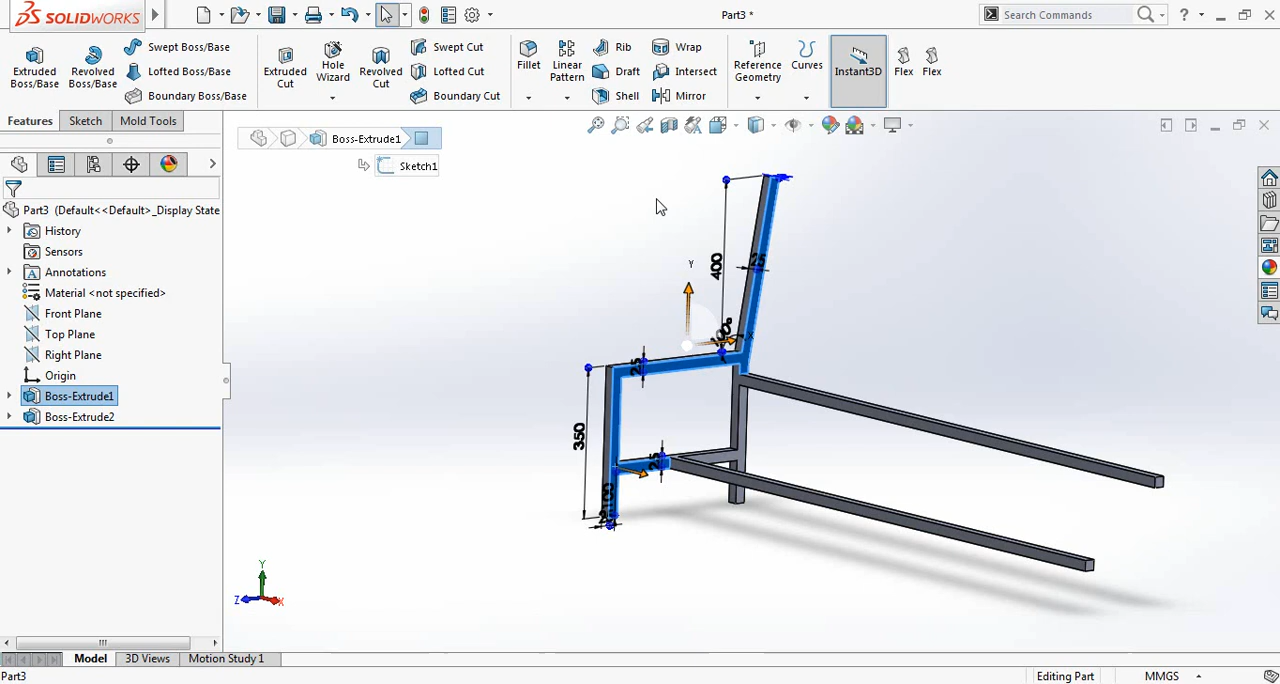 SOLIDWORKS
Part3 *
Search Commands
?
Extruded Boss/Base
Revolved Boss/Base
Swept Boss/Base
Lofted Boss/Base
Boundary Boss/Base
Extruded Cut
Hole Wizard
Revolved Cut
Swept Cut
Lofted Cut
Boundary Cut
Fillet
Linear Pattern
Rib
Draft
Shell
Wrap
Intersect
Mirror
Reference Geometry
Curves
Instant3D
Flex
Flex
Features
Sketch
Mold Tools
Boss-Extrude1
Sketch1
Part3 (Default<<Default>_Display State
History
Sensors
Annotations
Material <not specified>
Front Plane
Top Plane
Right Plane
Origin
Boss-Extrude1
Boss-Extrude2
400
25
Y
25
350
25
100
Y
Z
X
Model
3D Views
Motion Study 1
Part3
Editing Part
MMGS